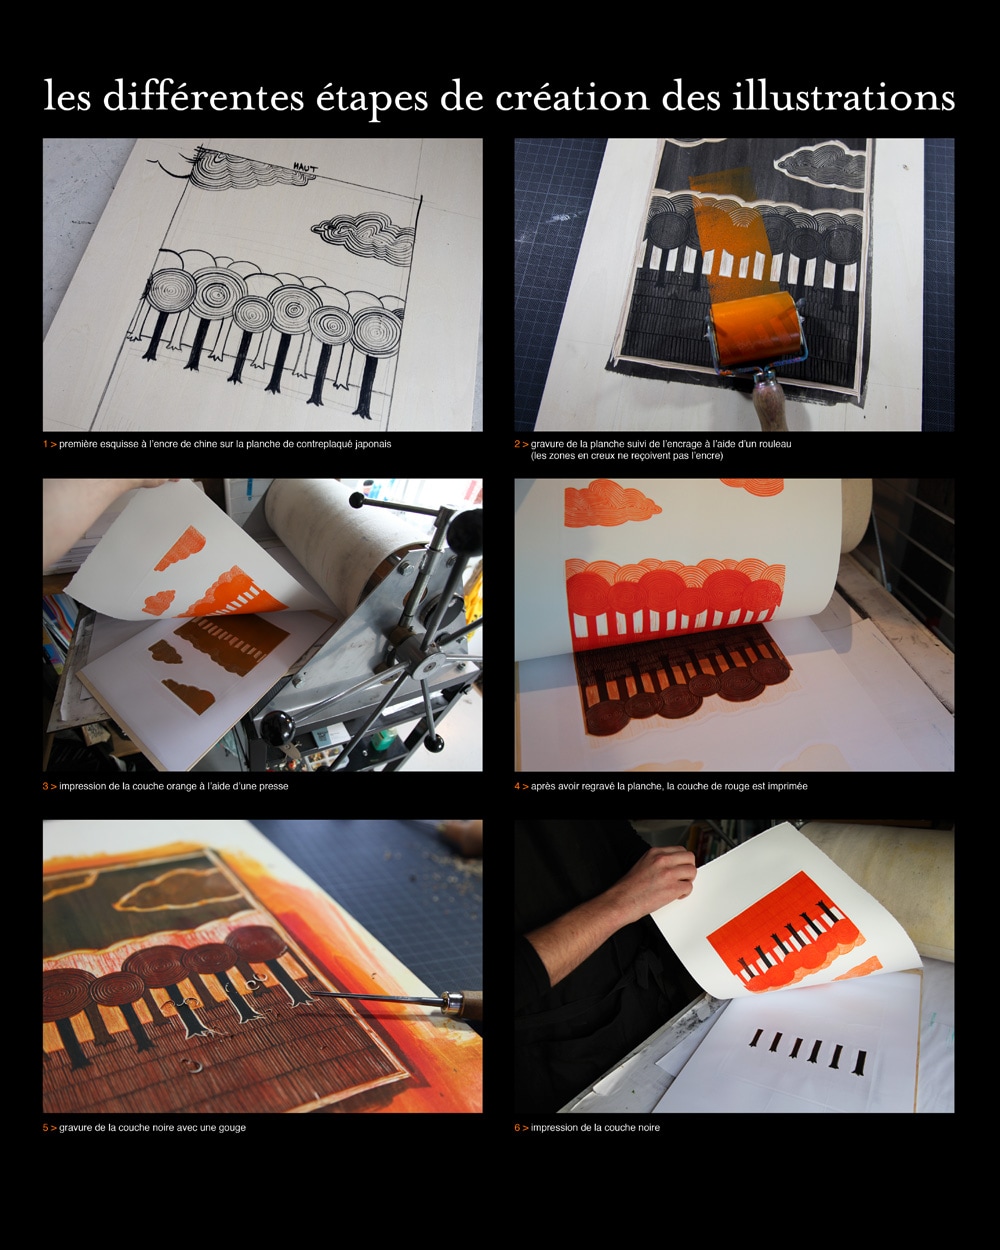 les différentes étapes de création des illustrations
HAUT
1 > première esquisse à l'encre de chine sur la planche de contreplaqué japonais
2 > gravure de la planche suivi de l'encrage à l'aide d'un rouleau
(les zones en creux ne reçoivent pas l'encre)
3 > impression de la couche orange à l'aide d'une presse
4 > après avoir regravé la planche, la couche de rouge est imprimée
5 > gravure de la couche noire avec une gouge
6 > impression de la couche noire